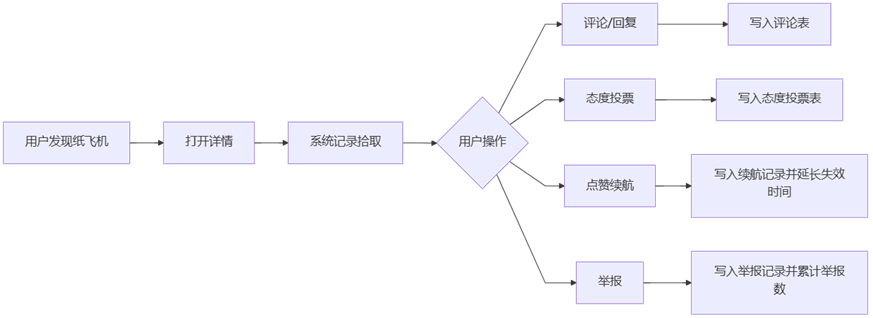 评论/回复
写入评论表
态度投票
写入态度投票表
用户发现纸飞机
打开详情
系统记录拾取
用户操作
点赞续航
写入续航记录并延长失效
时间
举报
写入举报记录并累计举报
数